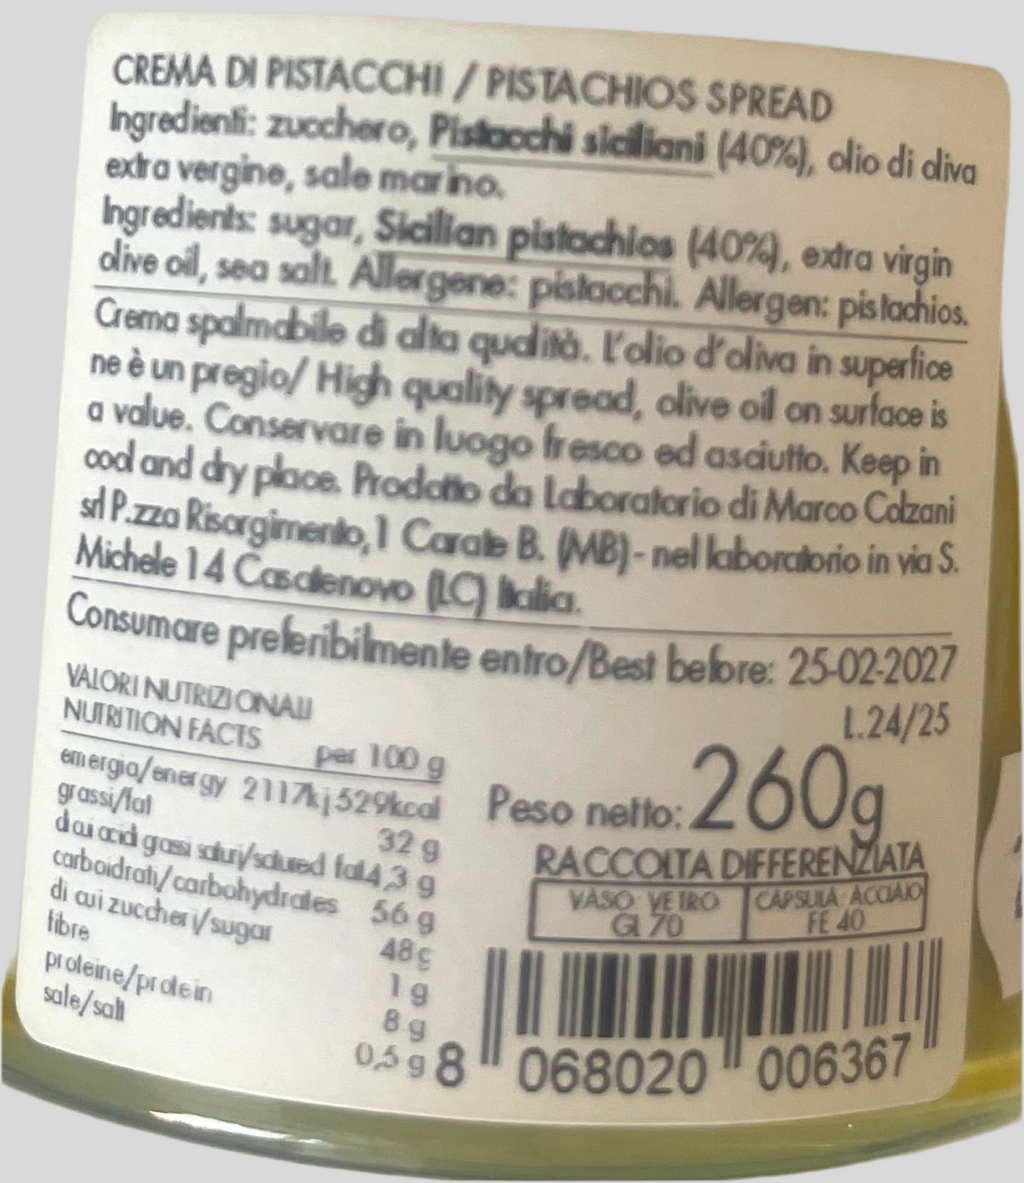 CREMA DI PISTACCHI / PISTACHIOS SPREAD
Ingredienti: zucchero, Pistacchi siciliani (40%), olio di oliva
extra vergine, sale marino.
Ingredients: sugar, Sicilian pistachios (40%), extra virgin
olive oil, sea salt. Allergene: pistacchi. Allergen: pistachios.
Crema spalmabile di alta qualità. L'olio d'oliva in superfice
ne è un pregio/ High quality spread, olive oil on surface is
a value. Conservare in luogo fresco ed asciutto. Keep in
cool and dry place. Prodotto da Laboratorio di Marco Colzani
srl P.zza Risorgimento,1 Carate B. (MB)- nel laboratorio in via S.
Michele 14 Casatenovo (LC) Italia.
Consumare preferibilmente entro/Best before: 25-02-2027
L.24/25
VALORI NUTRIZIONALI
NUTRITION FACTS per 100 g
energia/energy 2117kj 529kcal
grassi/fat 32 g
di cui acidi grassi saturi/satured fat 4,3 g
carboidrati/carbohydrates 56 g
di cui zuccheri/sugar 48g
fibre 1 g
proteine/protein 8 g
sale/salt 0,5 g
Peso netto: 260g
RACCOLTA DIFFERENZIATA
VASO: VETRO CAPSULA: ACCIAIO
GL 70 FE 40
8 068020 006367